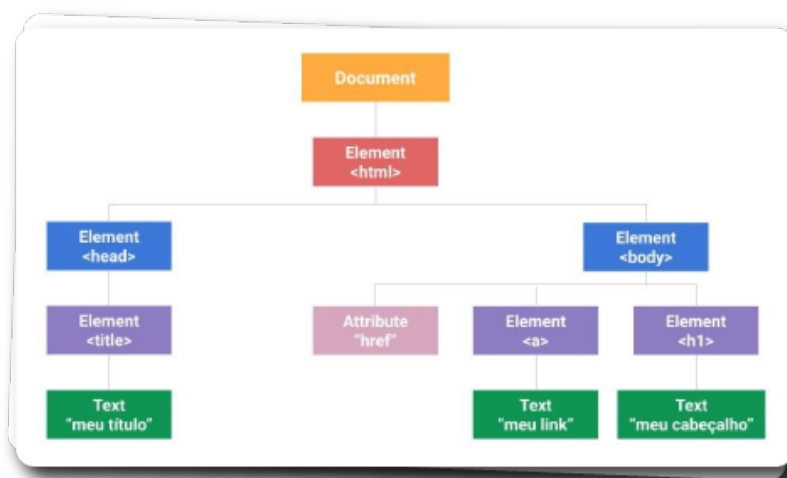 Document
Element
<html>
Element
<head>
Element
<body>
Element
<title>
Attribute
“href”
Element
<a>
Element
<h1>
Text
“meu título”
Text
“meu link”
Text
“meu cabeçalho”